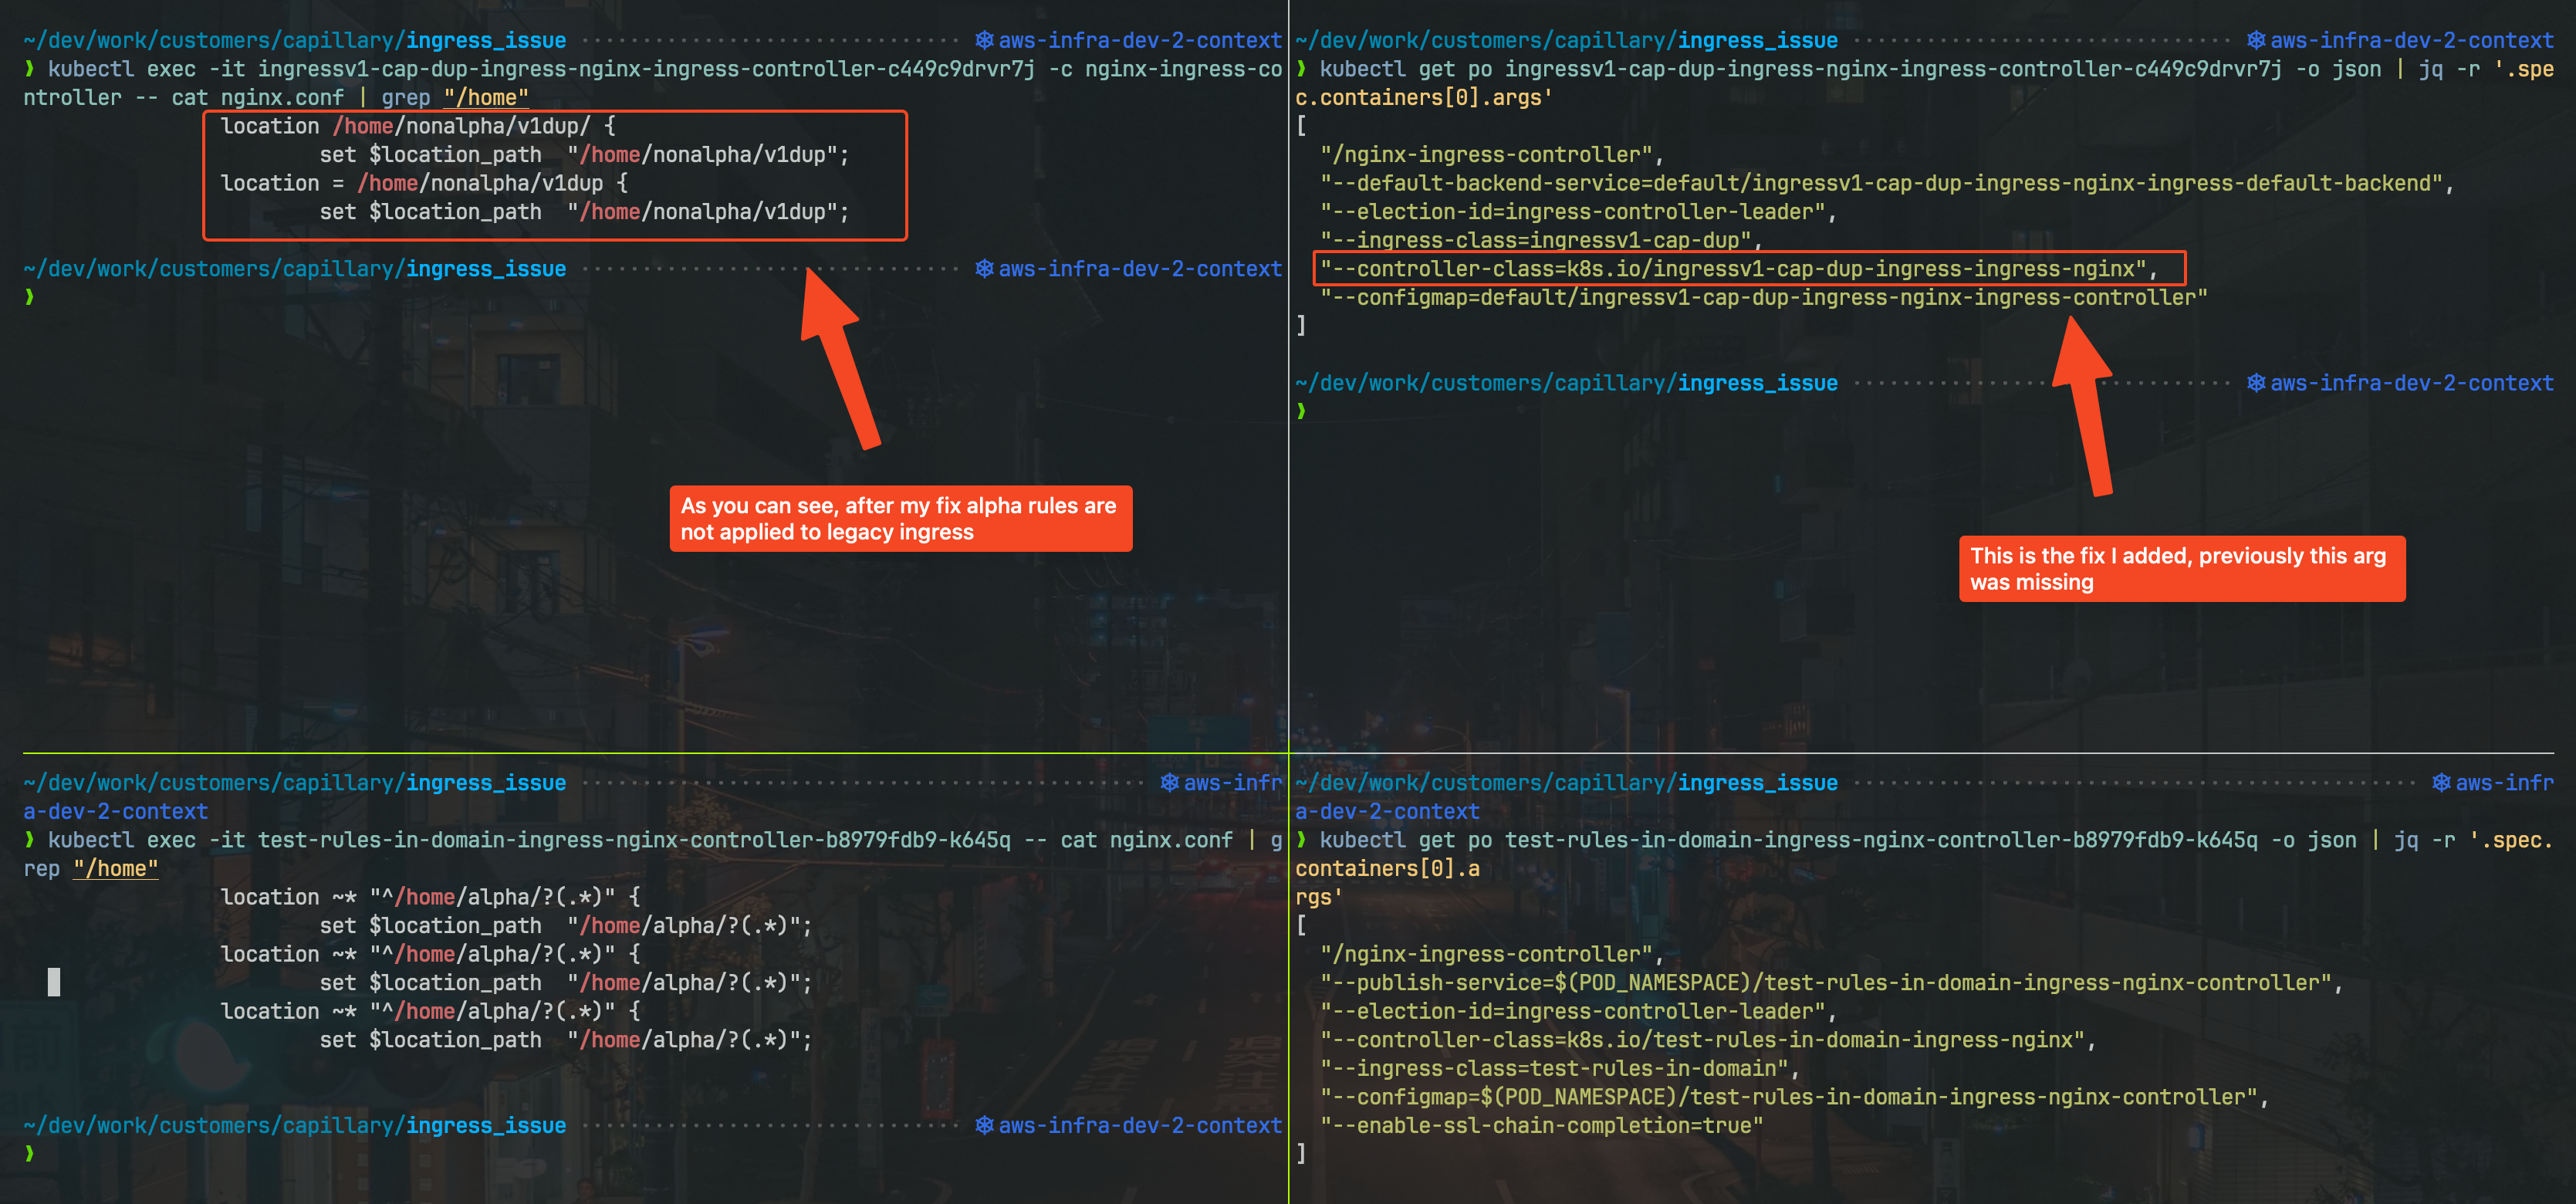 ~/dev/work/customers/capillary/ingress_issue ⎈ aws-infra-dev-2-context
❯ kubectl exec -it ingressv1-cap-dup-ingress-nginx-ingress-controller-c449c9drvr7j -c nginx-ingress-co
ntroller -- cat nginx.conf | grep "/home"
location /home/nonalpha/v1dup/ {
set $location_path "/home/nonalpha/v1dup";
location = /home/nonalpha/v1dup {
set $location_path "/home/nonalpha/v1dup";
~/dev/work/customers/capillary/ingress_issue ⎈ aws-infra-dev-2-context
❯
As you can see, after my fix alpha rules are
not applied to legacy ingress
~/dev/work/customers/capillary/ingress_issue ⎈ aws-infra-dev-2-context
❯ kubectl get po ingressv1-cap-dup-ingress-nginx-ingress-controller-c449c9drvr7j -o json | jq -r '.spe
c.containers[0].args'
[
"/nginx-ingress-controller",
"--default-backend-service=default/ingressv1-cap-dup-ingress-nginx-ingress-default-backend",
"--election-id=ingress-controller-leader",
"--ingress-class=ingressv1-cap-dup",
"--controller-class=k8s.io/ingressv1-cap-dup-ingress-ingress-nginx",
"--configmap=default/ingressv1-cap-dup-ingress-nginx-ingress-controller"
]
~/dev/work/customers/capillary/ingress_issue ⎈ aws-infra-dev-2-context
❯
This is the fix I added, previously this arg
was missing
~/dev/work/customers/capillary/ingress_issue ⎈ aws-infr
a-dev-2-context
❯ kubectl exec -it test-rules-in-domain-ingress-nginx-controller-b8979fdb9-k645q -- cat nginx.conf | g
rep "/home"
location ~* "^/home/alpha/?(.*)" {
set $location_path "/home/alpha/?(.*)";
location ~* "^/home/alpha/?(.*)" {
set $location_path "/home/alpha/?(.*)";
location ~* "^/home/alpha/?(.*)" {
set $location_path "/home/alpha/?(.*)";
~/dev/work/customers/capillary/ingress_issue ⎈ aws-infra-dev-2-context
❯
~/dev/work/customers/capillary/ingress_issue ⎈ aws-infr
a-dev-2-context
❯ kubectl get po test-rules-in-domain-ingress-nginx-controller-b8979fdb9-k645q -o json | jq -r '.spec.
containers[0].a
rgs'
[
"/nginx-ingress-controller",
"--publish-service=$(POD_NAMESPACE)/test-rules-in-domain-ingress-nginx-controller",
"--election-id=ingress-controller-leader",
"--controller-class=k8s.io/test-rules-in-domain-ingress-nginx",
"--ingress-class=test-rules-in-domain",
"--configmap=$(POD_NAMESPACE)/test-rules-in-domain-ingress-nginx-controller",
"--enable-ssl-chain-completion=true"
]